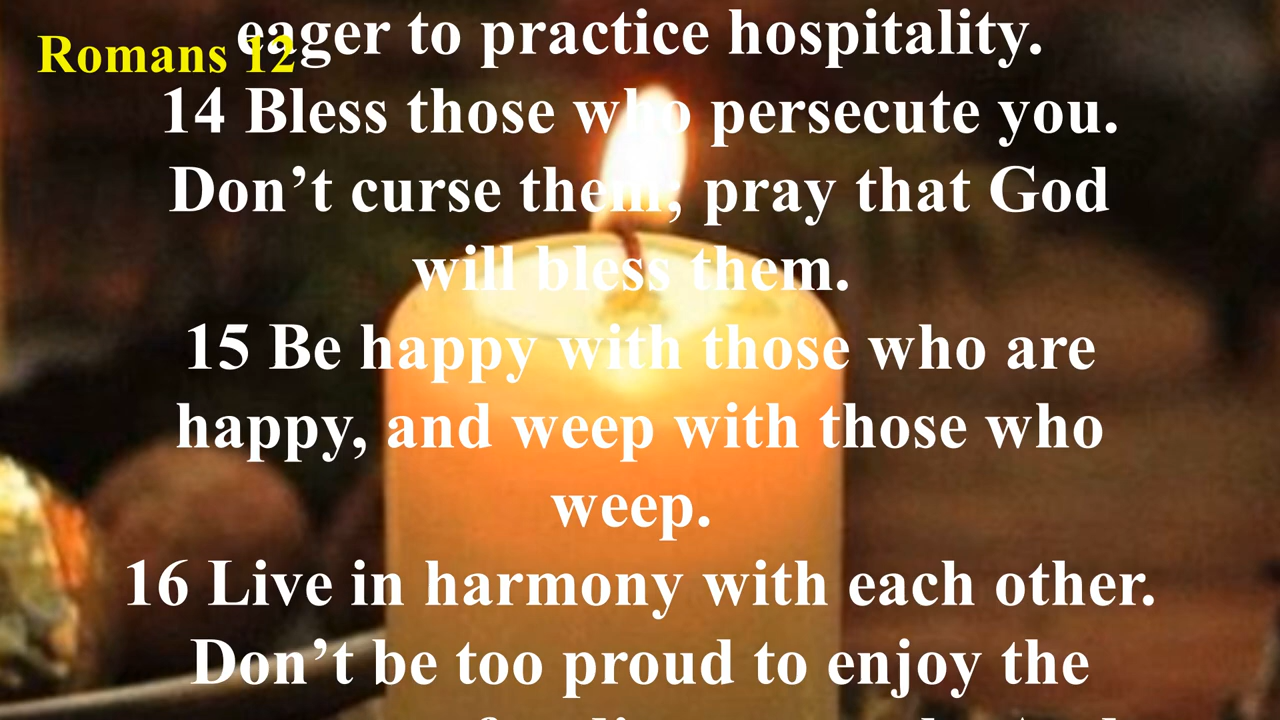 Romans 12
eager to practice hospitality.
14 Bless those who persecute you.
Don’t curse them; pray that God
will bless them.
15 Be happy with those who are
happy, and weep with those who
weep.
16 Live in harmony with each other.
Don’t be too proud to enjoy the